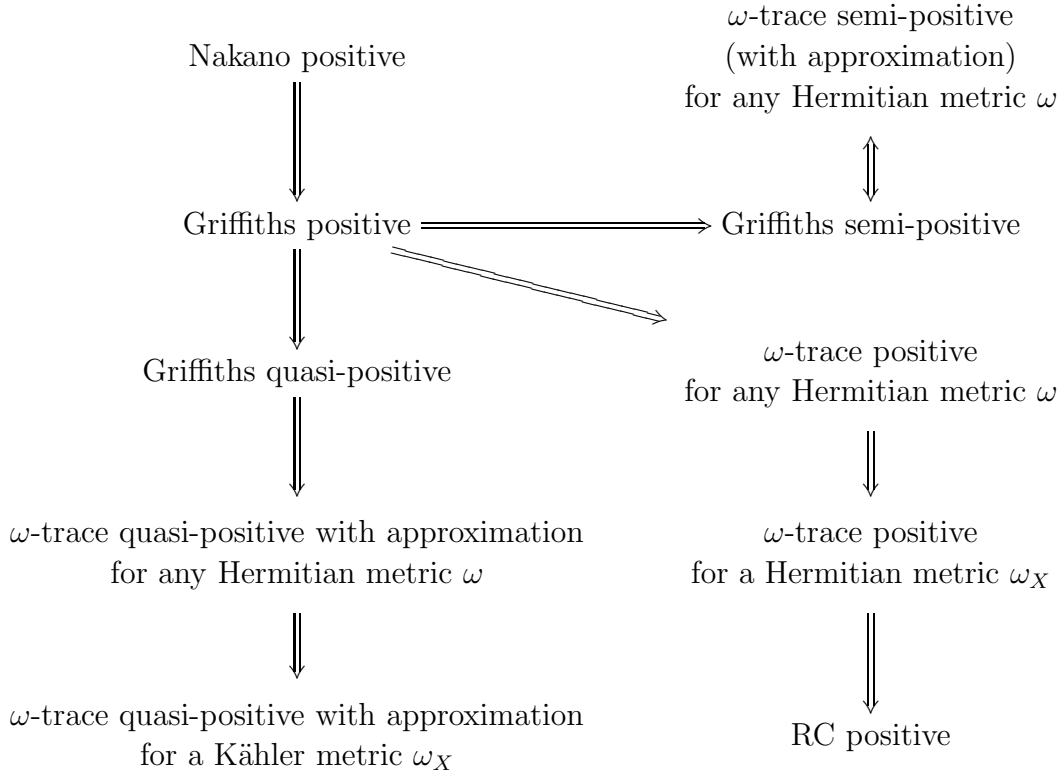 Nakano positive
ω-trace semi-positive
(with approximation)
for any Hermitian metric ω
Griffiths positive
Griffiths semi-positive
Griffiths quasi-positive
ω-trace positive
for any Hermitian metric ω
ω-trace quasi-positive with approximation
for any Hermitian metric ω
ω-trace positive
for a Hermitian metric ω_X
ω-trace quasi-positive with approximation
for a Kähler metric ω_X
RC positive